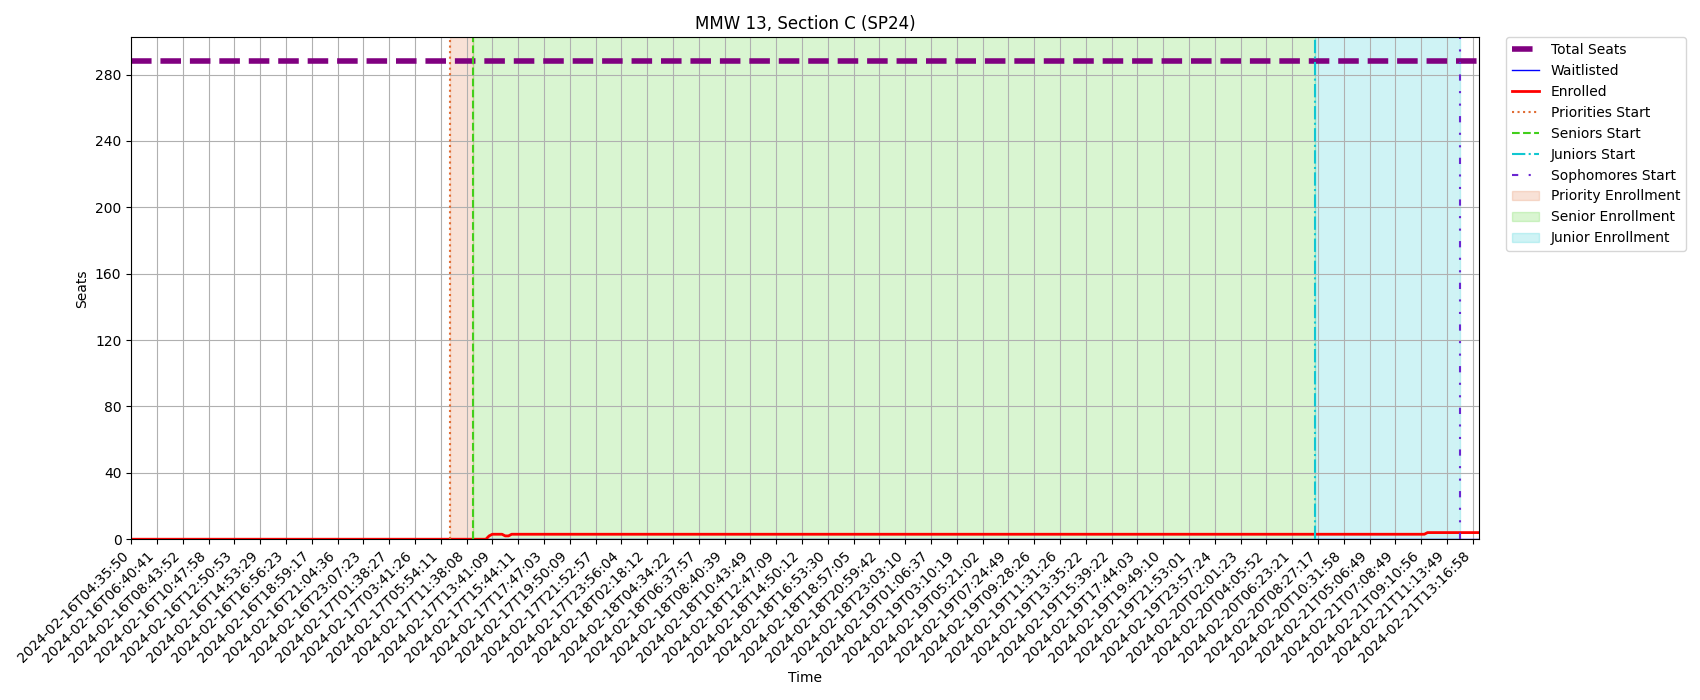 MMW 13, Section C (SP24)
Total Seats
Waitlisted
Enrolled
Priorities Start
Seniors Start
Juniors Start
Sophomores Start
Priority Enrollment
Senior Enrollment
Junior Enrollment
Seats
280
240
200
160
120
80
40
0
2024-02-16T04:35:50
2024-02-16T06:40:41
2024-02-16T08:43:52
2024-02-16T10:47:58
2024-02-16T12:50:53
2024-02-16T14:53:29
2024-02-16T16:56:23
2024-02-16T18:59:17
2024-02-16T21:04:36
2024-02-16T23:07:23
2024-02-17T01:38:27
2024-02-17T03:41:26
2024-02-17T05:54:11
2024-02-17T11:38:08
2024-02-17T13:41:09
2024-02-17T15:44:11
2024-02-17T17:47:03
2024-02-17T19:50:09
2024-02-17T21:52:57
2024-02-17T23:56:04
2024-02-18T02:18:12
2024-02-18T04:34:22
2024-02-18T06:37:57
2024-02-18T08:40:39
2024-02-18T10:43:49
2024-02-18T12:47:09
2024-02-18T14:50:12
2024-02-18T16:53:30
2024-02-18T18:57:05
2024-02-18T20:59:42
2024-02-18T23:03:10
2024-02-19T01:06:37
2024-02-19T03:10:19
2024-02-19T05:21:02
2024-02-19T07:24:49
2024-02-19T09:28:26
2024-02-19T11:31:26
2024-02-19T13:35:22
2024-02-19T15:39:22
2024-02-19T17:44:03
2024-02-19T19:49:10
2024-02-19T21:53:01
2024-02-19T23:57:24
2024-02-20T02:01:23
2024-02-20T04:05:52
2024-02-20T06:23:21
2024-02-20T08:27:17
2024-02-20T10:31:58
2024-02-21T05:06:49
2024-02-21T07:08:49
2024-02-21T09:10:56
2024-02-21T11:13:49
2024-02-21T13:16:58
Time